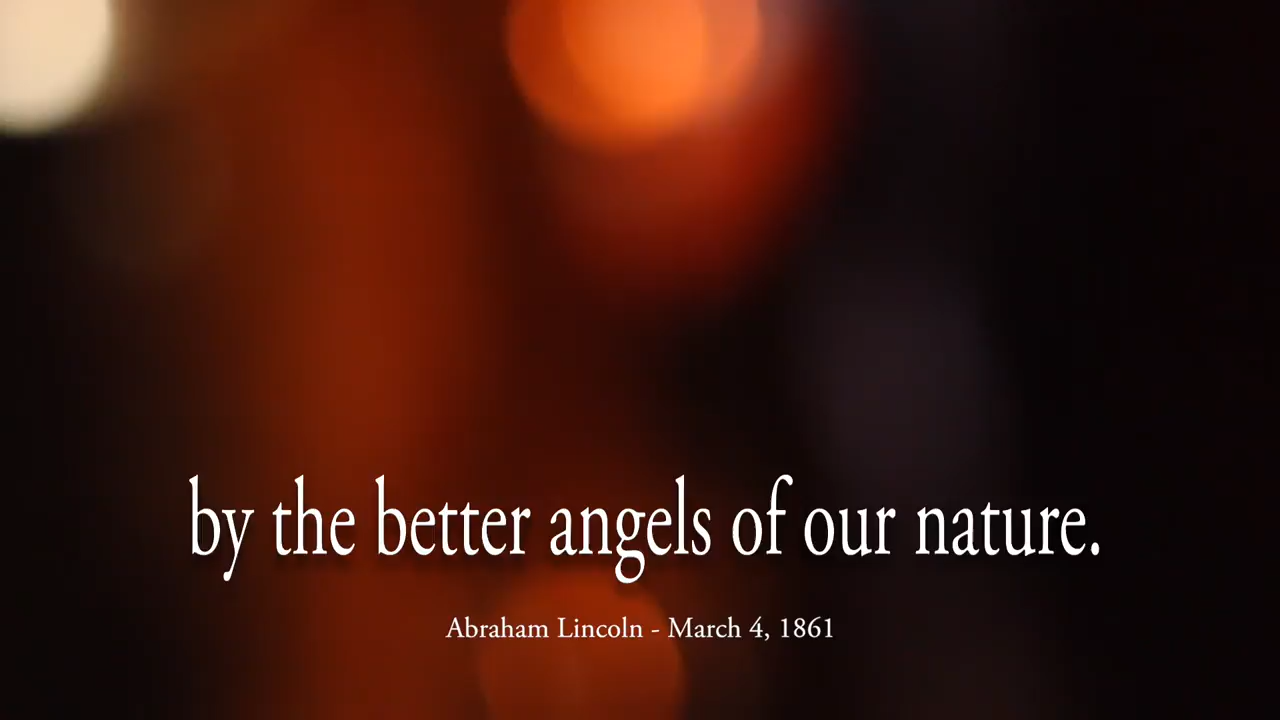 by the better angels of our nature.
Abraham Lincoln - March 4, 1861